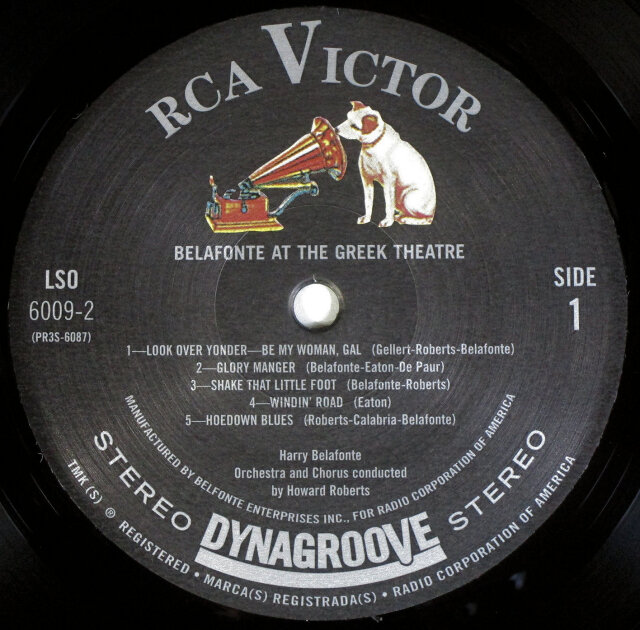 RCA VICTOR
BELAFONTE AT THE GREEK THEATRE
LSO
6009-2
(PR3S-6087)
SIDE
1
1—LOOK OVER YONDER—BE MY WOMAN, GAL (Gellert-Roberts-Belafonte)
2—GLORY MANGER (Belafonte-Eaton-De Paur)
3—SHAKE THAT LITTLE FOOT (Belafonte-Roberts)
4—WINDIN' ROAD (Eaton)
5—HOEDOWN BLUES (Roberts-Calabria-Belafonte)
Harry Belafonte
Orchestra and Chorus conducted
by Howard Roberts
MANUFACTURED BY BELFONTE ENTERPRISES INC., FOR RADIO CORPORATION OF AMERICA
STEREO
DYNAGROOVE
STEREO
TMK(S) ® REGISTERED • MARCA(S) REGISTRADA(S) • RADIO CORPORATION OF AMERICA